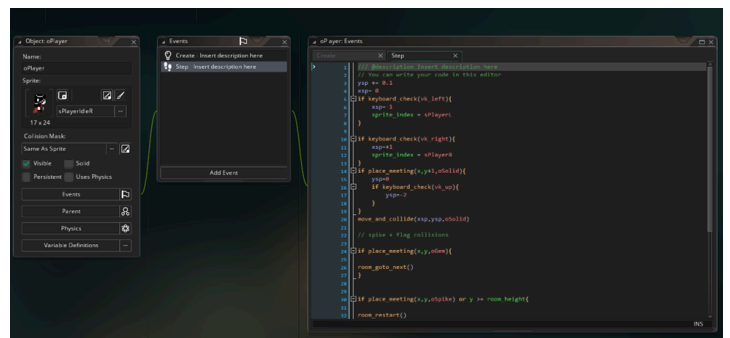 Object: oPlayer
Name:
oPlayer
Sprite:
sPlayerIdleR
17 x 24
Collision Mask:
Same As Sprite
Visible
Solid
Persistent
Uses Physics
Events
Parent
Physics
Variable Definitions
Events
Create - Insert description here
Step - Insert description here
Add Event
oPlayer: Events
Create
Step
1 /// @description Insert description here
2 // You can write your code in this editor
3 ysp += 0.1
4 xsp= 0
5 if keyboard_check(vk_left){
6 xsp=-1
7 sprite_index = sPlayerL
8 }
9
10 if keyboard_check(vk_right){
11 xsp=+1
12 sprite_index = sPlayerR
13 }
14 if place_meeting(x,y+1,oSolid){
15 ysp=0
16 if keyboard_check(vk_up){
17 ysp=-2
18 }
19 }
20 move_and_collide(xsp,ysp,oSolid)
21
22 // spike x flag collisions
23
24 if place_meeting(x,y,oGem){
25
26 room_goto_next()
27 }
28
29
30 if place_meeting(x,y,oSpike) or y >= room_height{
31
32 room_restart()
INS